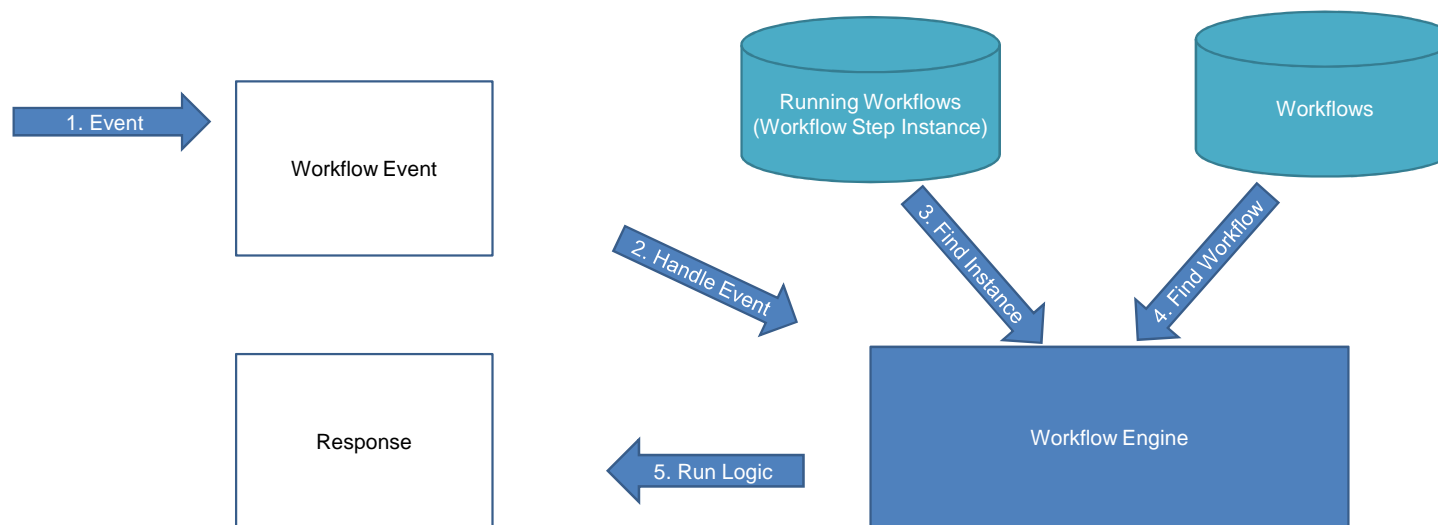 1. Event
Workflow Event
Running Workflows
(Workflow Step Instance)
Workflows
2. Handle Event
3. Find Instance
4. Find Workflow
Response
5. Run Logic
Workflow Engine